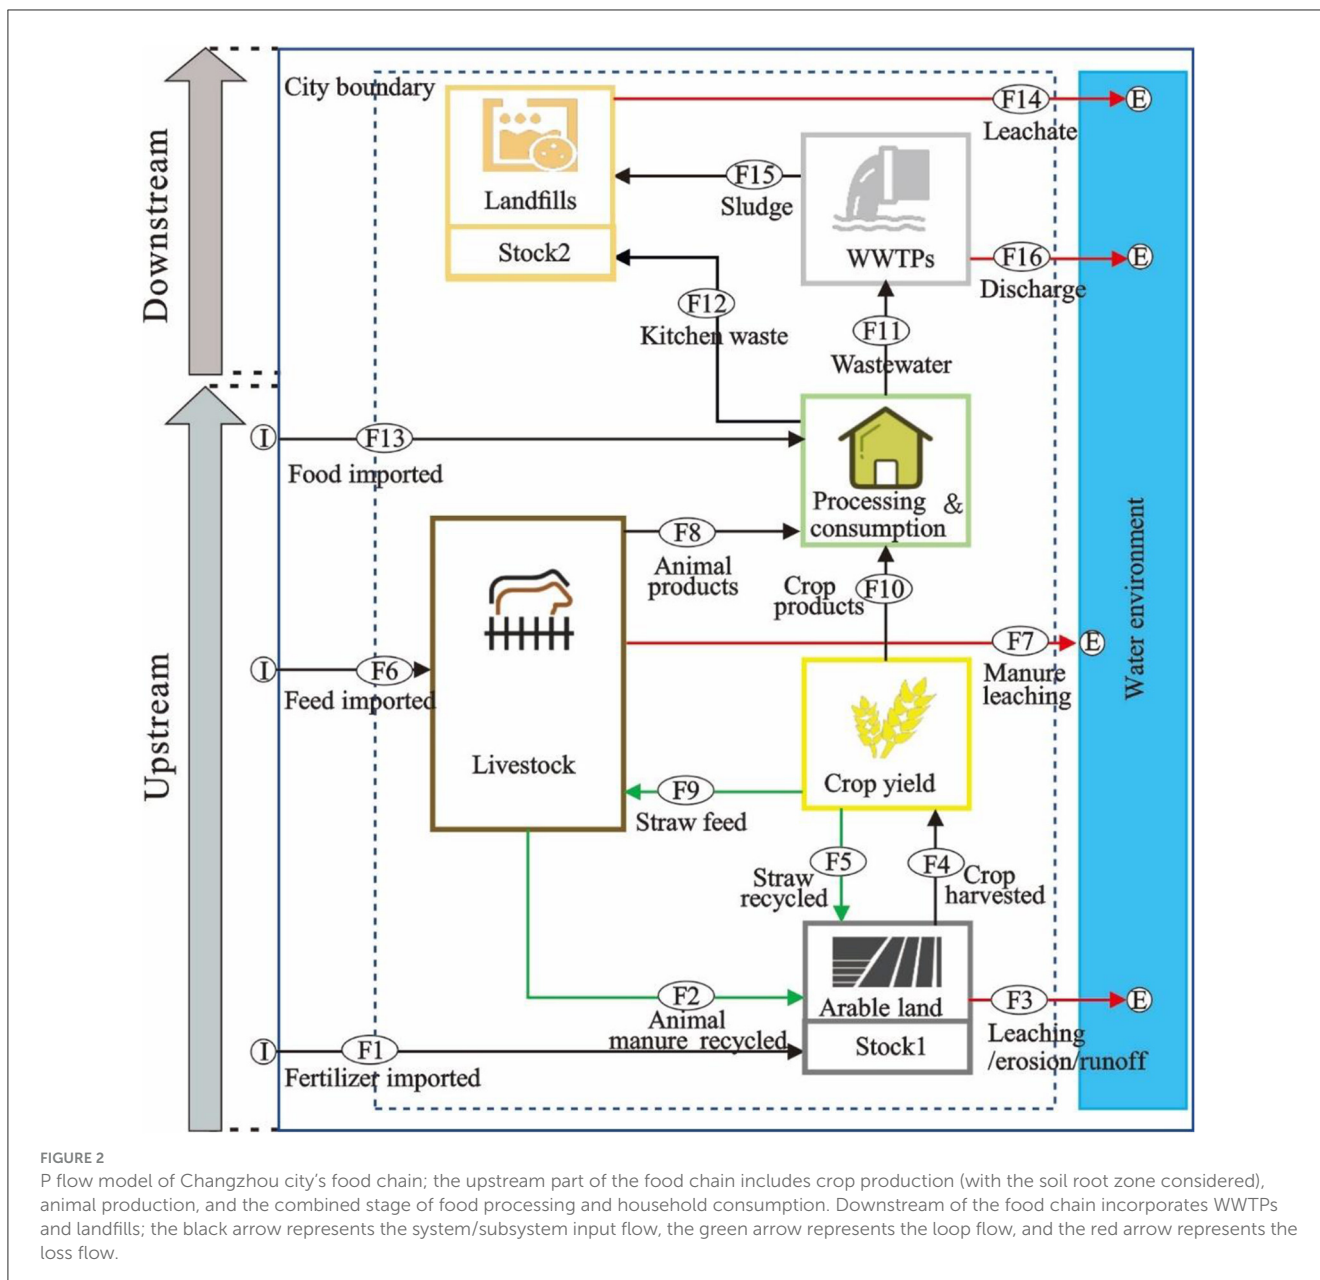 City boundary
F14
E
Leachate
Downstream
Landfills
F15
Sludge
Stock2
WWTPs
F16
E
Discharge
F12
Kitchen waste
F11
Wastewater
I
F13
Food imported
Processing &
consumption
F8
Animal
products
Crop
products
F10
Water environment
F7
E
Manure
leaching
I
F6
Feed imported
Upstream
Livestock
Crop yield
F9
Straw feed
F5
Straw
recycled
F4
Crop
harvested
F2
Animal
manure recycled
Arable land
F3
E
Leaching
/erosion/runoff
Stock1
I
F1
Fertilizer imported
FIGURE 2
P flow model of Changzhou city's food chain; the upstream part of the food chain includes crop production (with the soil root zone considered),
animal production, and the combined stage of food processing and household consumption. Downstream of the food chain incorporates WWTPs
and landfills; the black arrow represents the system/subsystem input flow, the green arrow represents the loop flow, and the red arrow represents the
loss flow.